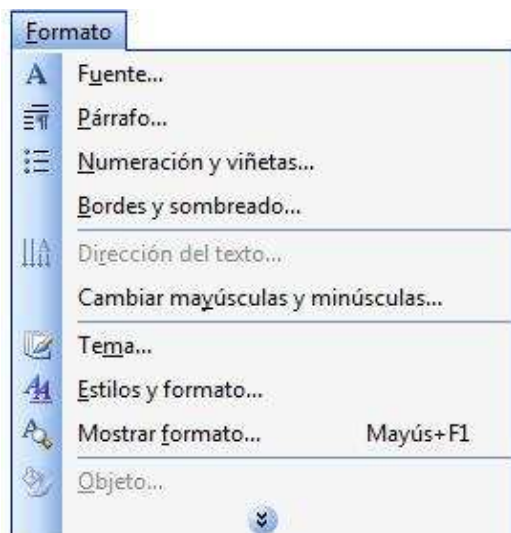 Formato
Fuente...
Párrafo...
Numeración y viñetas...
Bordes y sombreado...
Dirección del texto...
Cambiar mayúsculas y minúsculas...
Tema...
Estilos y formato...
Mostrar formato... Mayús+F1
Objeto...